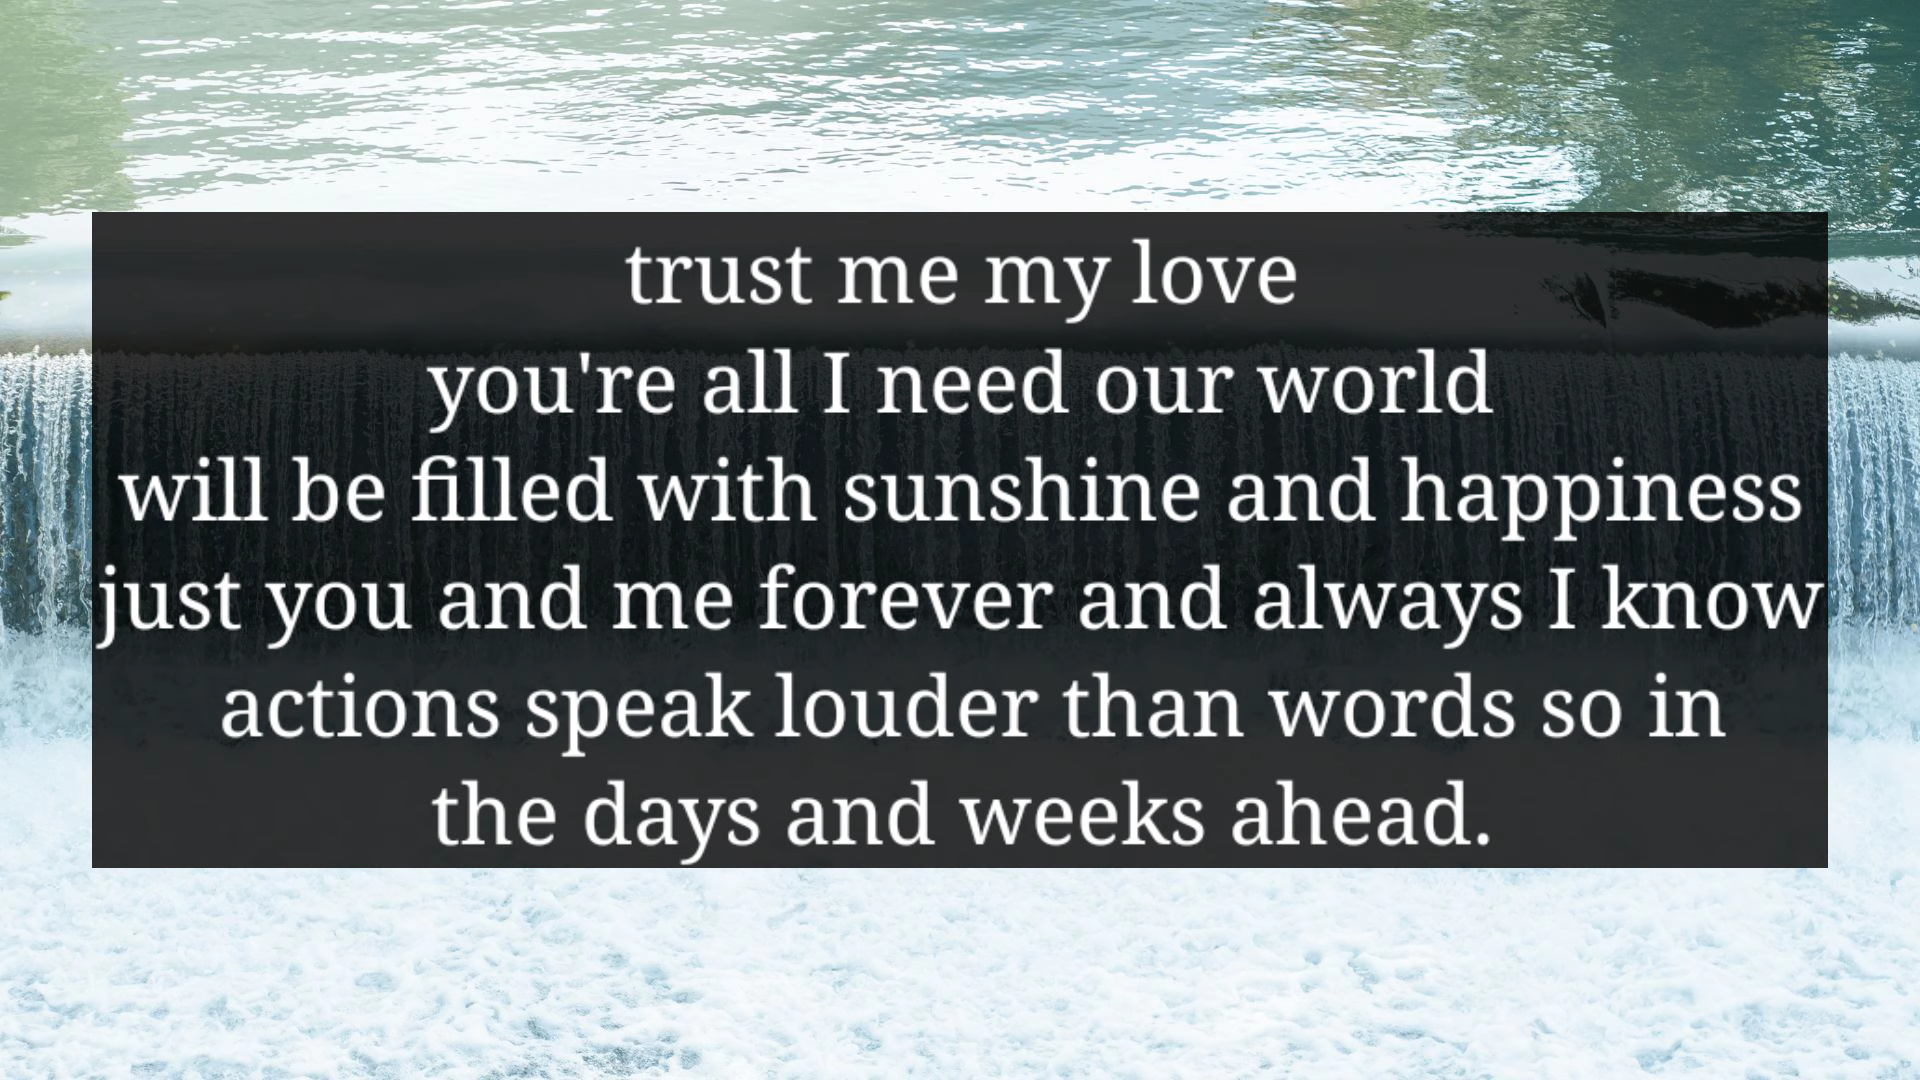 trust me my love
you're all I need our world
will be filled with sunshine and happiness
just you and me forever and always I know
actions speak louder than words so in
the days and weeks ahead.